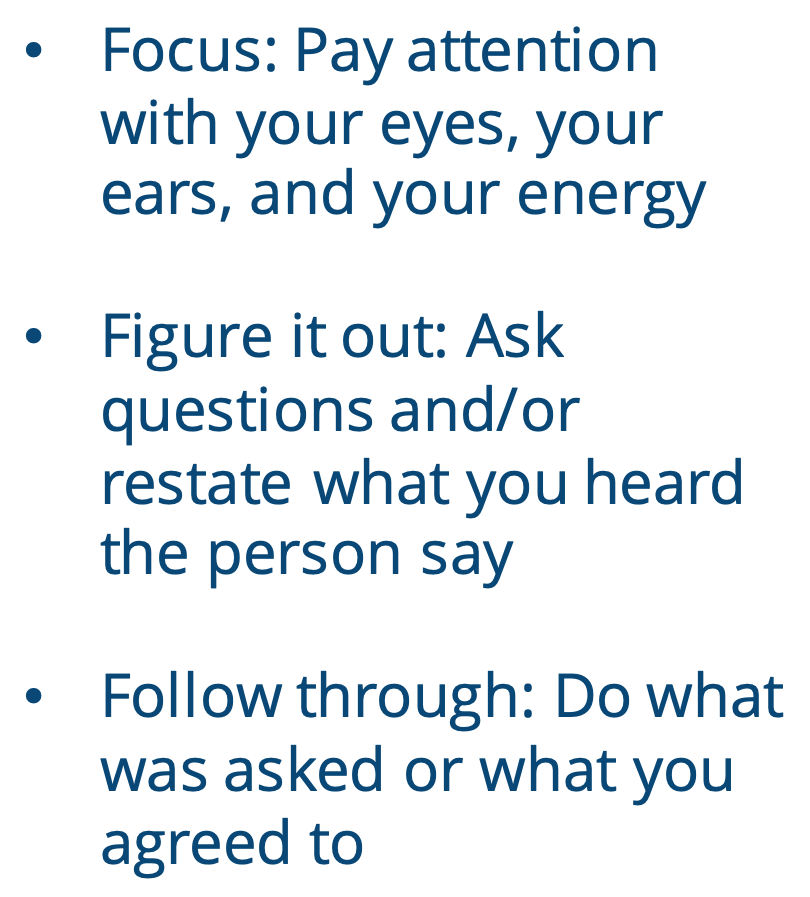 • Focus: Pay attention
with your eyes, your
ears, and your energy
• Figure it out: Ask
questions and/or
restate what you heard
the person say
• Follow through: Do what
was asked or what you
agreed to